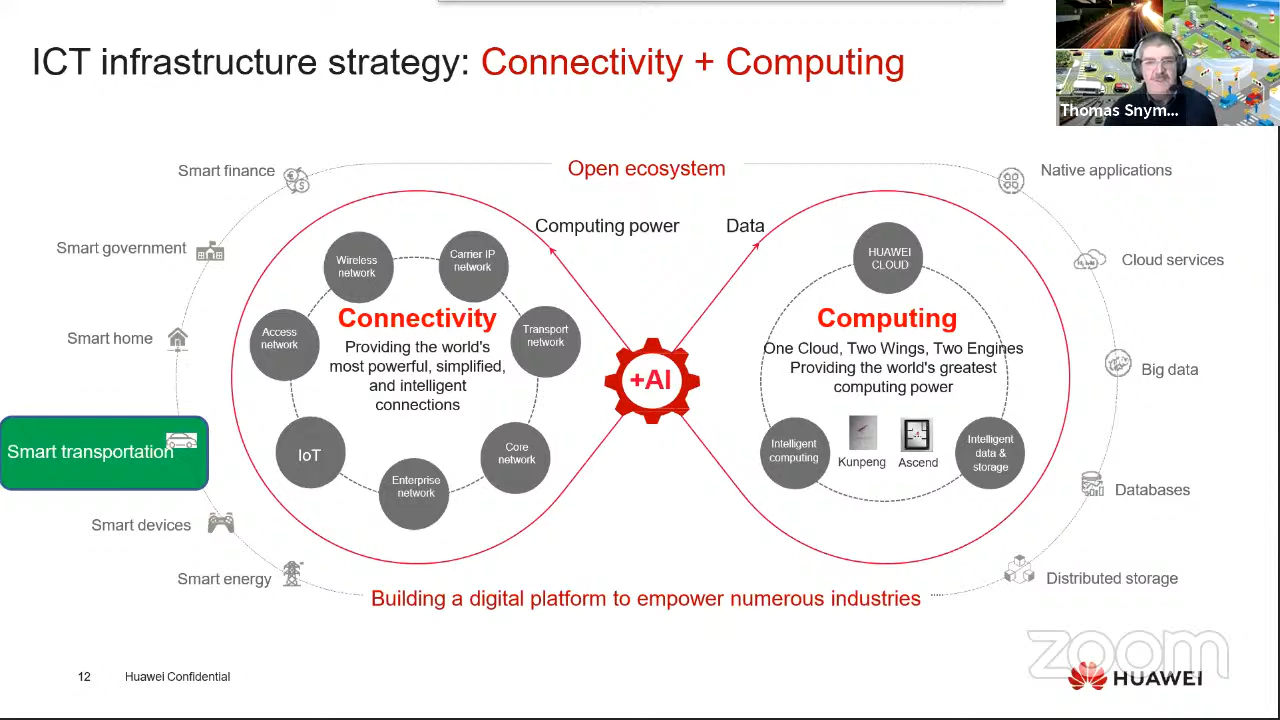 ICT infrastructure strategy: Connectivity + Computing
Thomas Snym...
Open ecosystem
Smart finance
Smart government
Smart home
Smart transportation
Smart devices
Smart energy
Computing power
Data
Wireless
network
Carrier IP
network
Access
network
Transport
network
Connectivity
Providing the world's
most powerful, simplified,
and intelligent
connections
IoT
Core
network
Enterprise
network
+AI
HUAWEI
CLOUD
Computing
One Cloud, Two Wings, Two Engines
Providing the world's greatest
computing power
Intelligent
computing
Kunpeng
Ascend
Intelligent
data &
storage
Native applications
Cloud services
Big data
Databases
Distributed storage
Building a digital platform to empower numerous industries
12
Huawei Confidential
zoom
HUAWEI